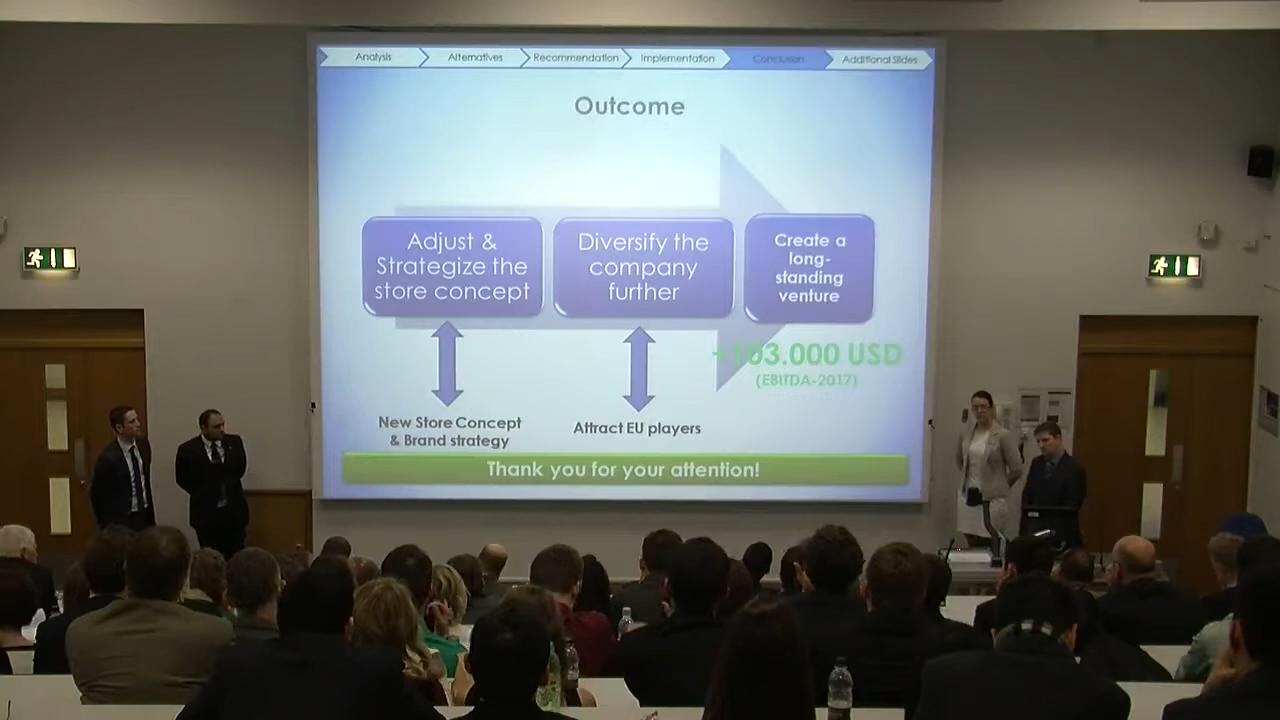 Analysis
Alternatives
Recommendation
Implementation
Conclusion
Additional Slides
Outcome
Adjust &
Strategize the
store concept
Diversify the
company
further
Create a
long-
standing
venture
+103.000 USD
(EBITDA-2017)
New Store Concept
& Brand strategy
Attract EU players
Thank you for your attention!